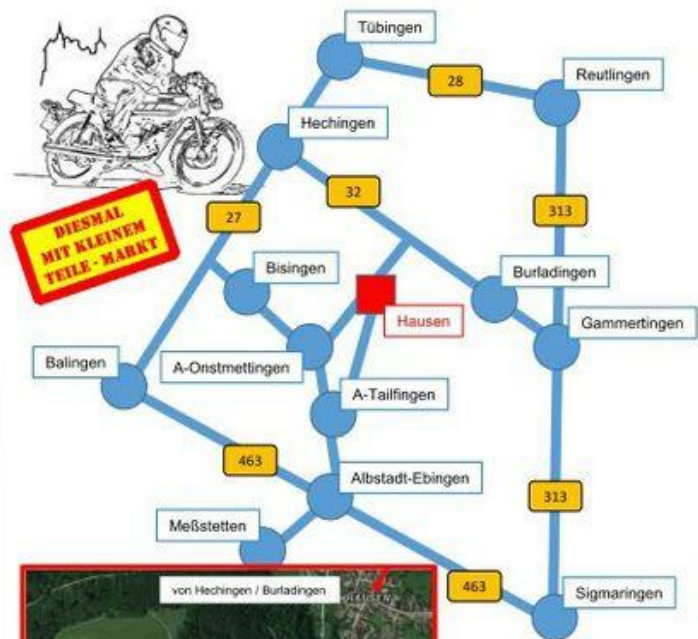 Tübingen
28
Reutlingen
Hechingen
32
313
27
DIESMAL
MIT KLEINEM
TEILE - MARKT
Bisingen
Burladingen
Hausen
Gammertingen
Balingen
A-Onstmettingen
A-Tailfingen
463
Albstadt-Ebingen
313
Meßstetten
von Hechingen / Burladingen
463
Sigmaringen